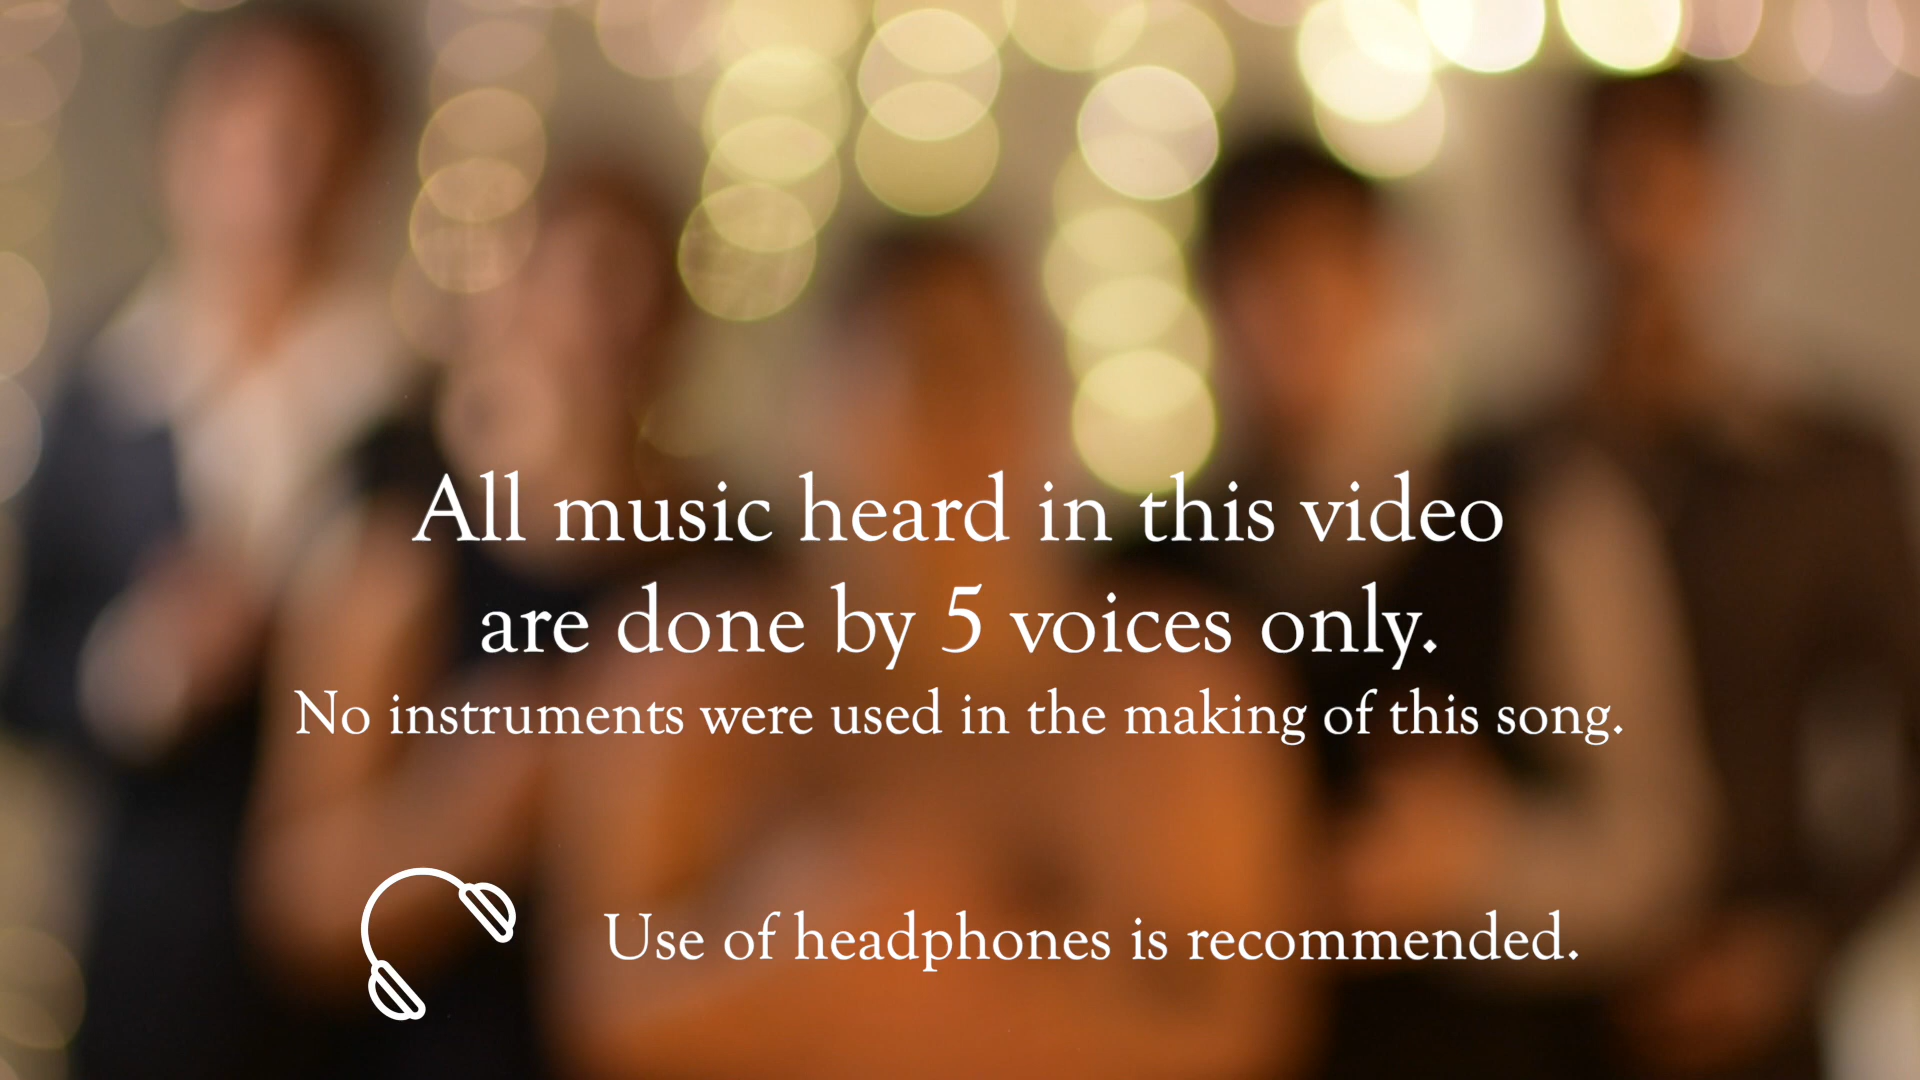 All music heard in this video
are done by 5 voices only.
No instruments were used in the making of this song.
Use of headphones is recommended.